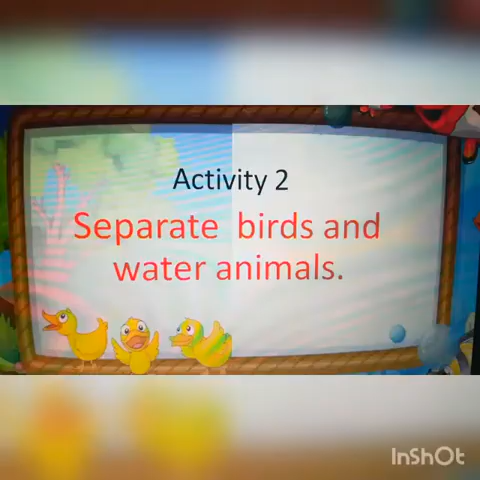 Activity 2
Separate birds and
water animals.
InShOt